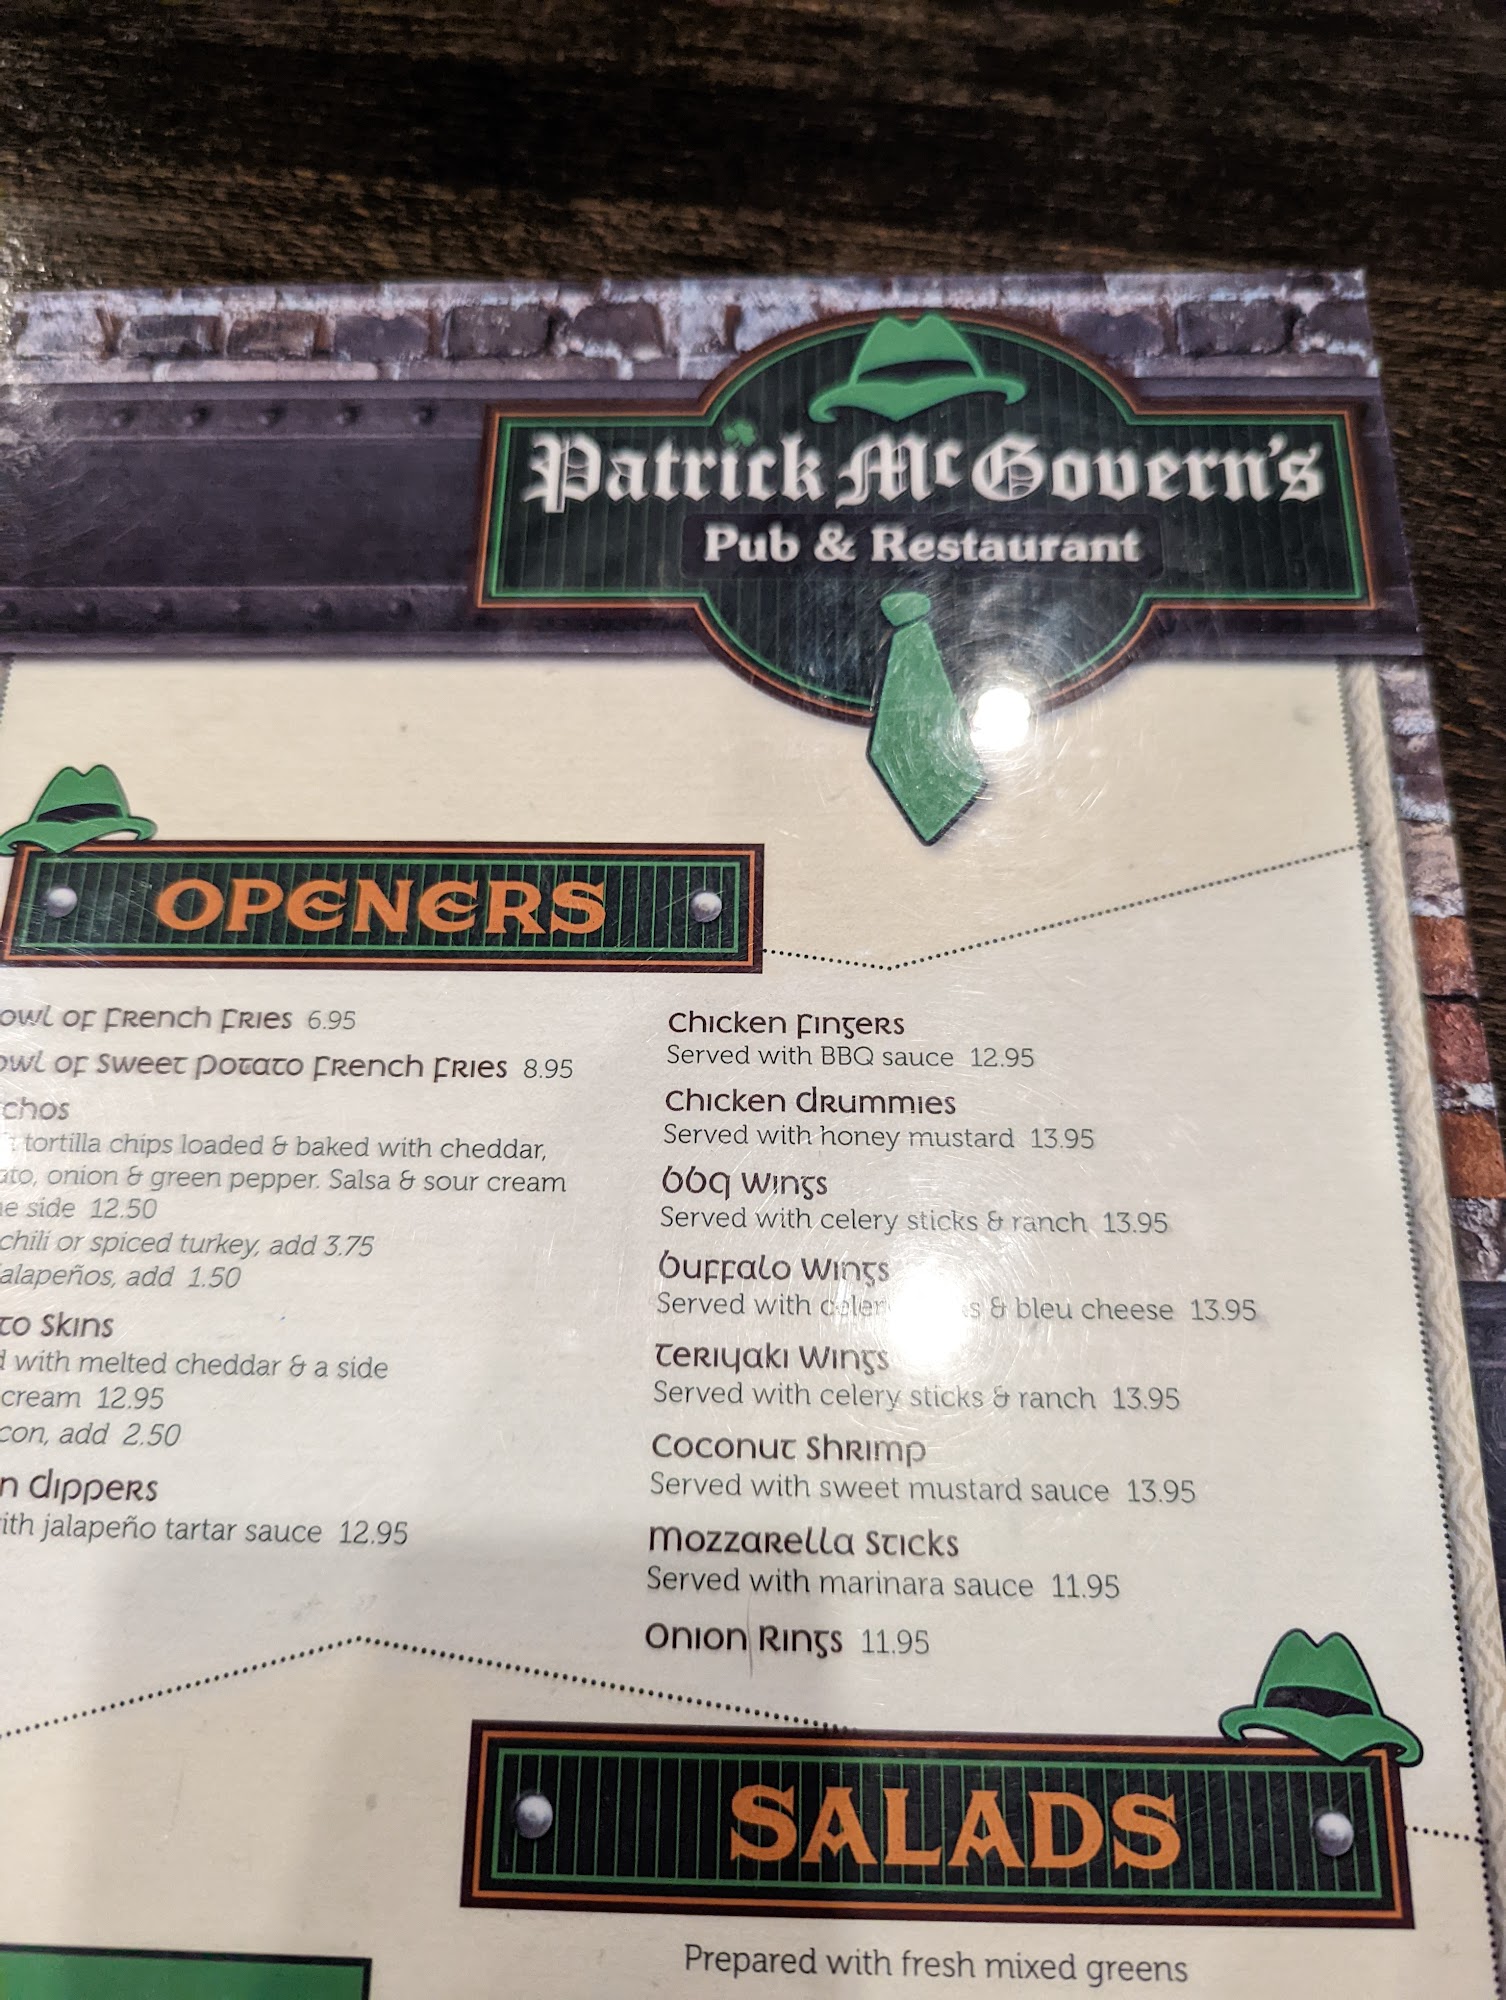 Patrick McGovern's
Pub & Restaurant
OPENERS
of French Fries 6.95
of Sweet Potato French Fries 8.95
tortilla chips loaded & baked with cheddar,
onion & green pepper. Salsa & sour cream
side 12.50
chili or spiced turkey, add 3.75
add 1.50
Skins
with melted cheddar & a side
cream 12.95
add 2.50
Dippers
jalapeño tartar sauce 12.95
Chicken Fingers
Served with BBQ sauce 12.95
Chicken Drummies
Served with honey mustard 13.95
BBQ Wings
Served with celery sticks & ranch 13.95
Buffalo Wings
Served with & bleu cheese 13.95
Teriyaki Wings
Served with celery sticks & ranch 13.95
Coconut Shrimp
Served with sweet mustard sauce 13.95
Mozzarella Sticks
Served with marinara sauce 11.95
Onion Rings 11.95
SALADS
Prepared with fresh mixed greens